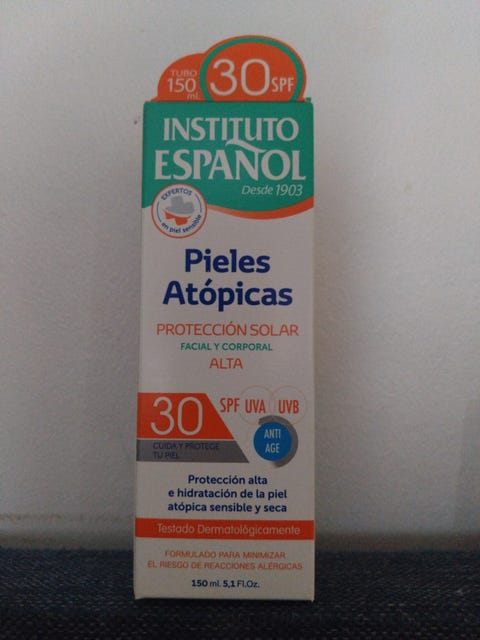 TUBO
150
ml.
30 SPF
INSTITUTO
ESPAÑOL
Desde 1903
EXPERTOS
en piel sensible
Pieles
Atópicas
PROTECCIÓN SOLAR
FACIAL Y CORPORAL
ALTA
30 SPF UVA UVB
CUIDA Y PROTEGE
TU PIEL
ANTI
AGE
Protección alta
e hidratación de la piel
atópica sensible y seca
Testado Dermatológicamente
FORMULADO PARA MINIMIZAR
EL RIESGO DE REACCIONES ALÉRGICAS
150 ml. 5,1 Fl.Oz.